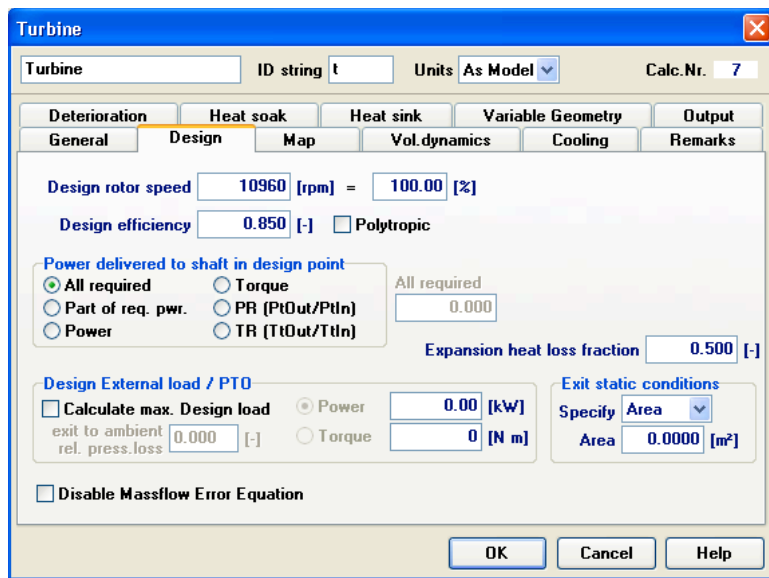 Turbine
Turbine ID string t Units As Model Calc.Nr. 7
Deterioration Heat soak Heat sink Variable Geometry Output
General Design Map Vol.dynamics Cooling Remarks
Design rotor speed 10960 [rpm] = 100.00 [%]
Design efficiency 0.850 [-] Polytropic
Power delivered to shaft in design point
All required Torque All required
Part of req. pwr. PR (PtOut/PtIn) 0.000
Power TR (TtOut/TtIn)
Expansion heat loss fraction 0.500 [-]
Design External load / PTO Exit static conditions
Calculate max. Design load Power 0.00 [kW] Specify Area
exit to ambient 0.000 [-] Torque 0 [N m] Area 0.0000 [m²]
rel. press.loss
Disable Massflow Error Equation
OK Cancel Help